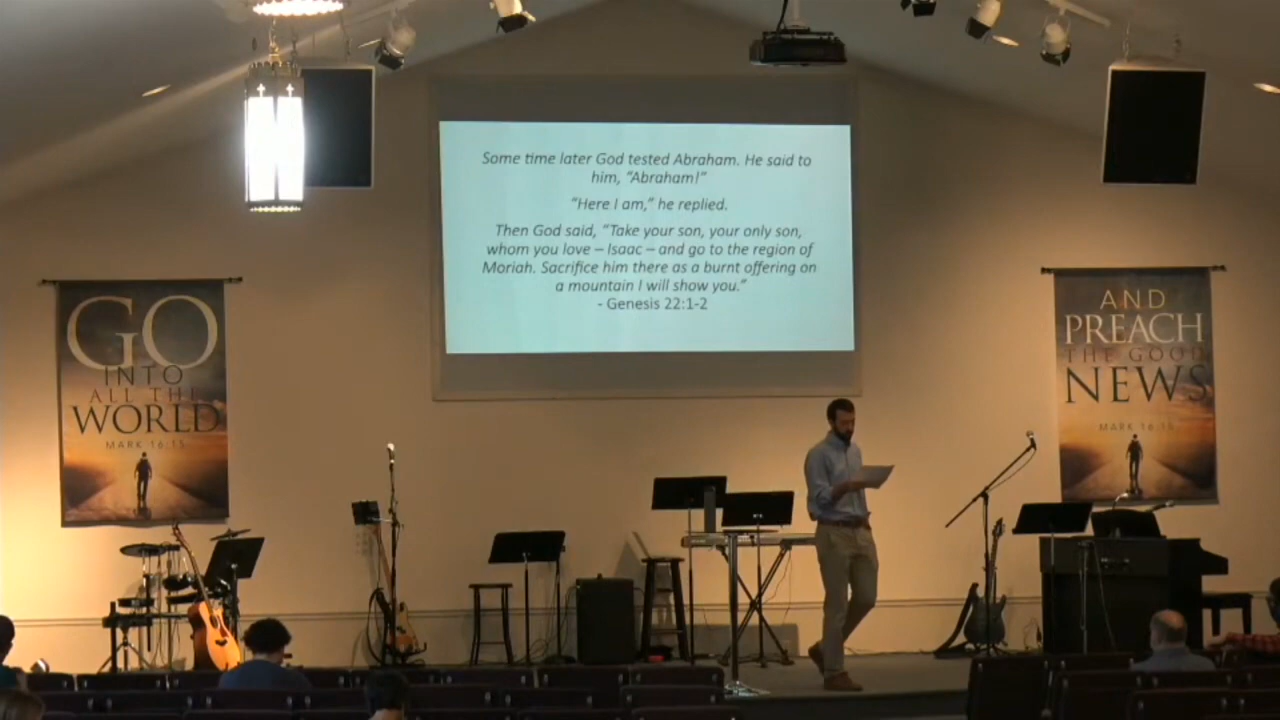 Some time later God tested Abraham. He said to
him, “Abraham!”
“Here I am,” he replied.
Then God said, “Take your son, your only son,
whom you love – Isaac – and go to the region of
Moriah. Sacrifice him there as a burnt offering on
a mountain I will show you.”
- Genesis 22:1-2
GO
INTO
ALL THE
WORLD
MARK 16:15
AND
PREACH
THE GOOD
NEWS
MARK 16:15